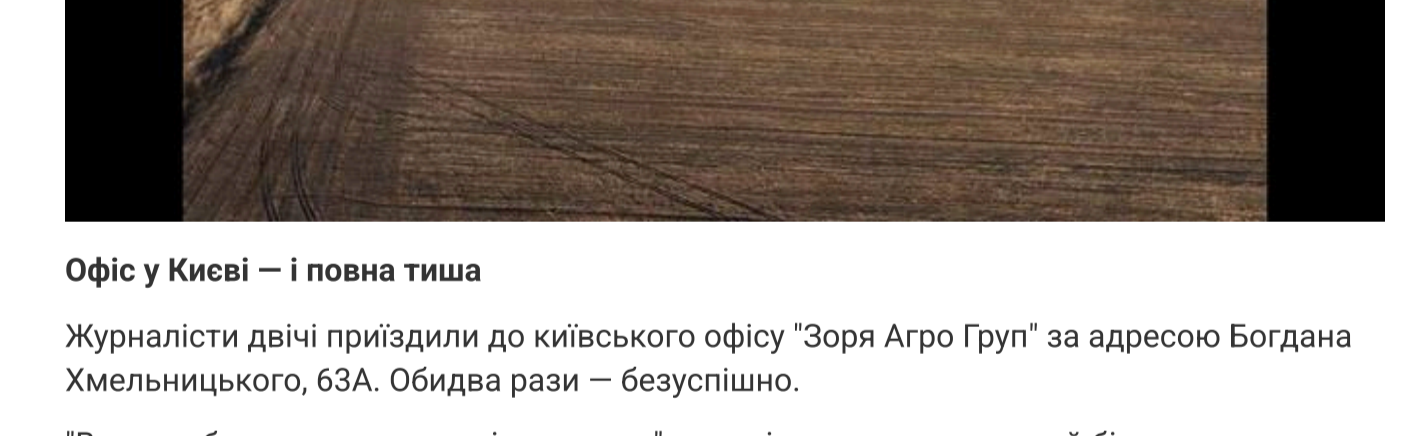 Офіс у Києві — і повна тиша
Журналісти двічі приїздили до київського офісу "Зоря Агро Груп" за адресою Богдана
Хмельницького, 63А. Обидва рази — безуспішно.